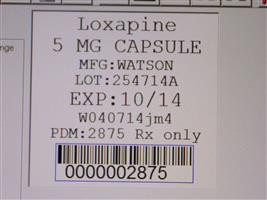 Loxapine
5 MG CAPSULE
MFG:WATSON
LOT:254714A
EXP:10/14
W040714jm4
PDM:2875 Rx only
0000002875